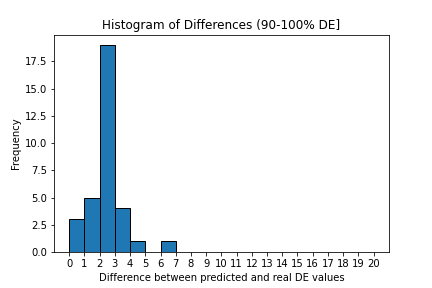 Histogram of Differences (90-100% DE]
Frequency
17.5
15.0
12.5
10.0
7.5
5.0
2.5
0.0
0 1 2 3 4 5 6 7 8 9 10 11 12 13 14 15 16 17 18 19 20
Difference between predicted and real DE values